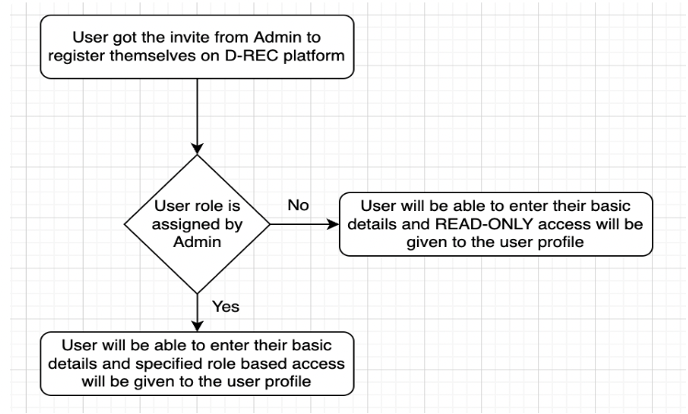 User got the invite from Admin to
register themselves on D-REC platform
User role is
assigned by
Admin
No
User will be able to enter their basic
details and READ-ONLY access will be
given to the user profile
Yes
User will be able to enter their basic
details and specified role based access
will be given to the user profile